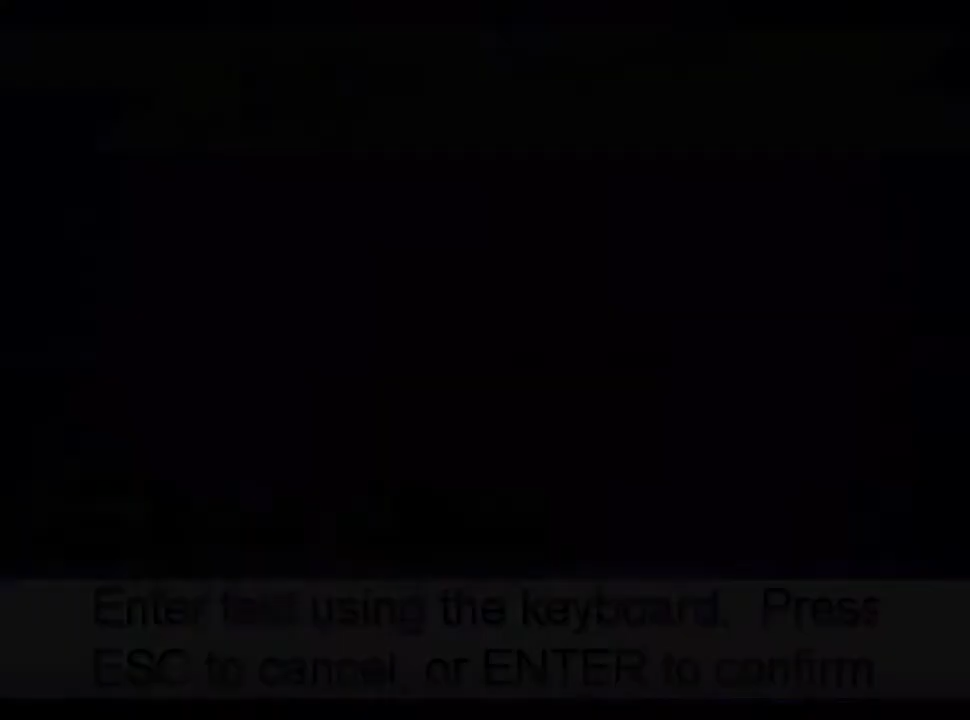 Enter text using the keyboard. Press
ESC to cancel, or ENTER to confirm